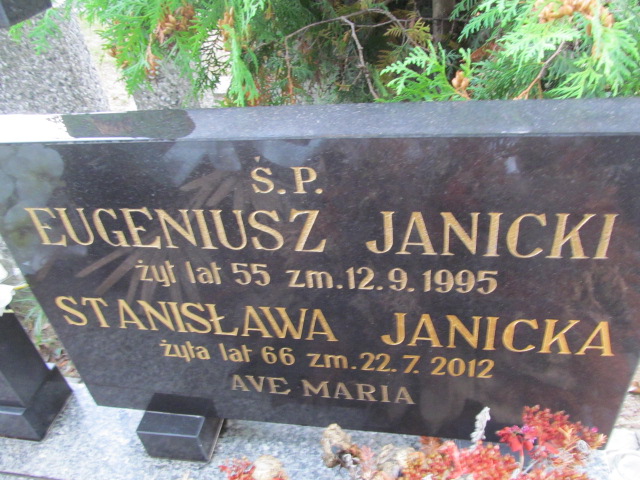 Ś.P.
EUGENIUSZ JANICKI
żył lat 55 zm. 12.9.1995
STANISŁAWA JANICKA
żyła lat 66 zm. 22.7.2012
AVE MARIA